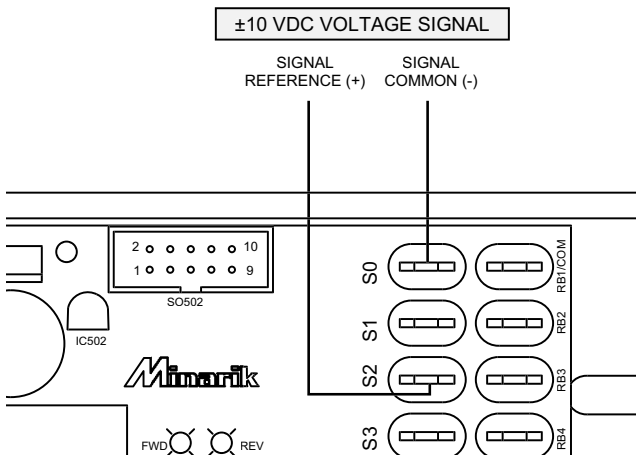 ±10 VDC VOLTAGE SIGNAL
SIGNAL
REFERENCE (+)
SIGNAL
COMMON (-)
2 10
1 9
SO502
IC502
Minarik
FWD REV
S0
RB1/COM
S1
RB2
S2
RB3
S3
RB4